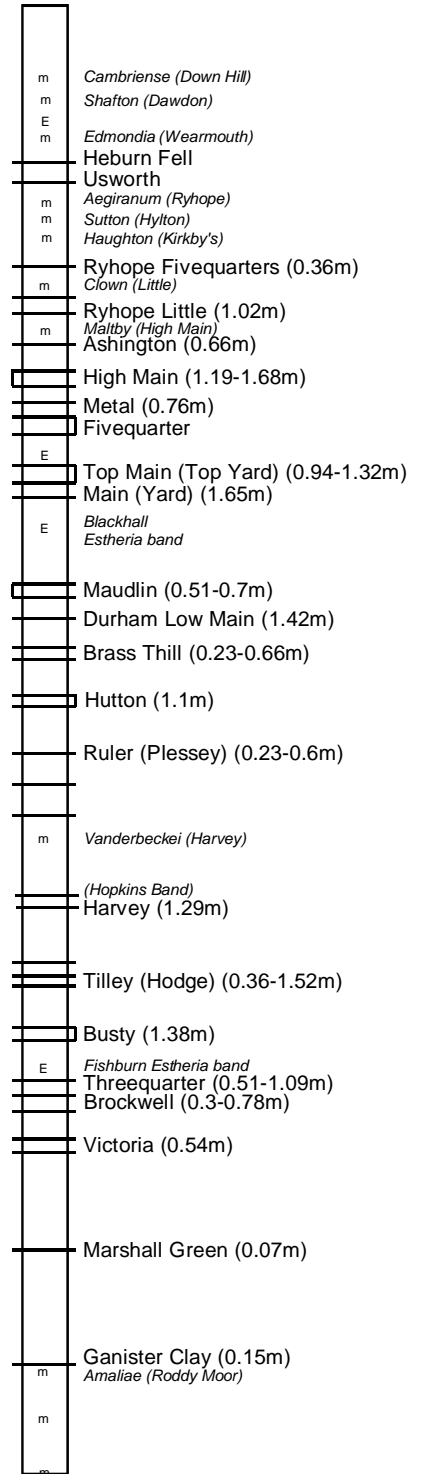 m Cambriense (Down Hill)
m Shafton (Dawdon)
E
m Edmondia (Wearmouth)
Heburn Fell
Usworth
m Aegiranum (Ryhope)
m Sutton (Hylton)
m Haughton (Kirkby's)
Ryhope Fivequarters (0.36m)
m Clown (Little)
Ryhope Little (1.02m)
m Maltby (High Main)
Ashington (0.66m)
High Main (1.19-1.68m)
Metal (0.76m)
Fivequarter
E
Top Main (Top Yard) (0.94-1.32m)
Main (Yard) (1.65m)
E Blackhall
Estheria band
Maudlin (0.51-0.7m)
Durham Low Main (1.42m)
Brass Thill (0.23-0.66m)
Hutton (1.1m)
Ruler (Plessey) (0.23-0.6m)
m Vanderbeckei (Harvey)
(Hopkins Band)
Harvey (1.29m)
Tilley (Hodge) (0.36-1.52m)
Busty (1.38m)
E Fishburn Estheria band
Threequarter (0.51-1.09m)
Brockwell (0.3-0.78m)
Victoria (0.54m)
Marshall Green (0.07m)
Ganister Clay (0.15m)
m Amaliae (Roddy Moor)
m
m